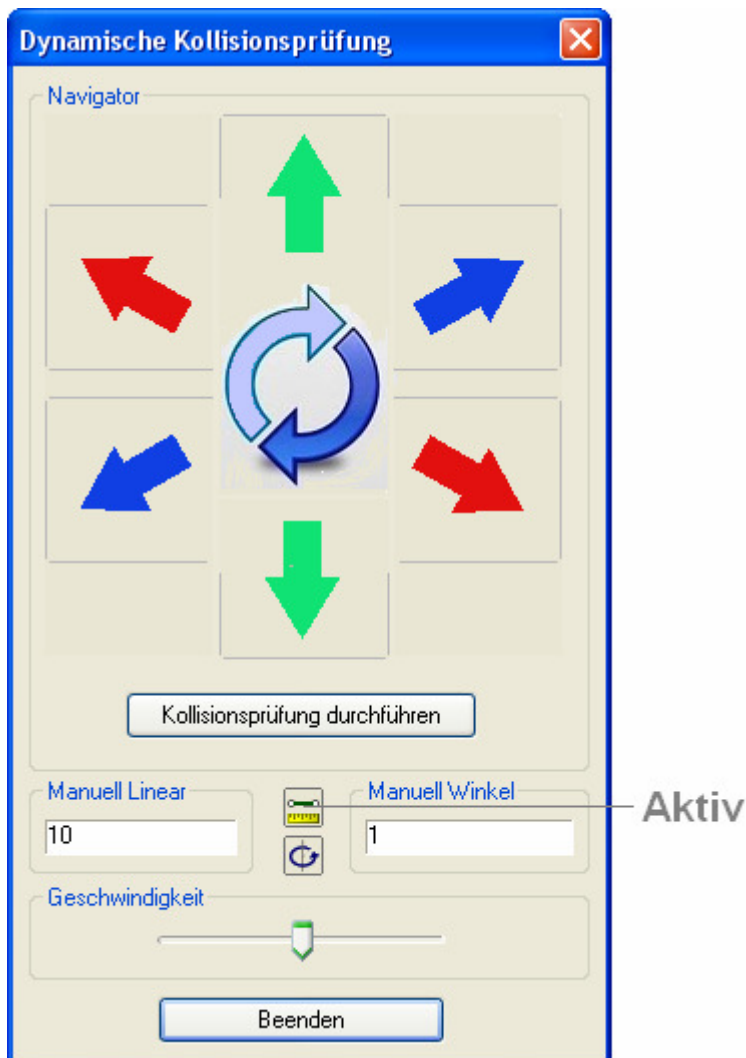 Dynamische Kollisionsprüfung
Navigator
Kollisionsprüfung durchführen
Manuell Linear
Manuell Winkel
Aktiv
10
1
Geschwindigkeit
Beenden